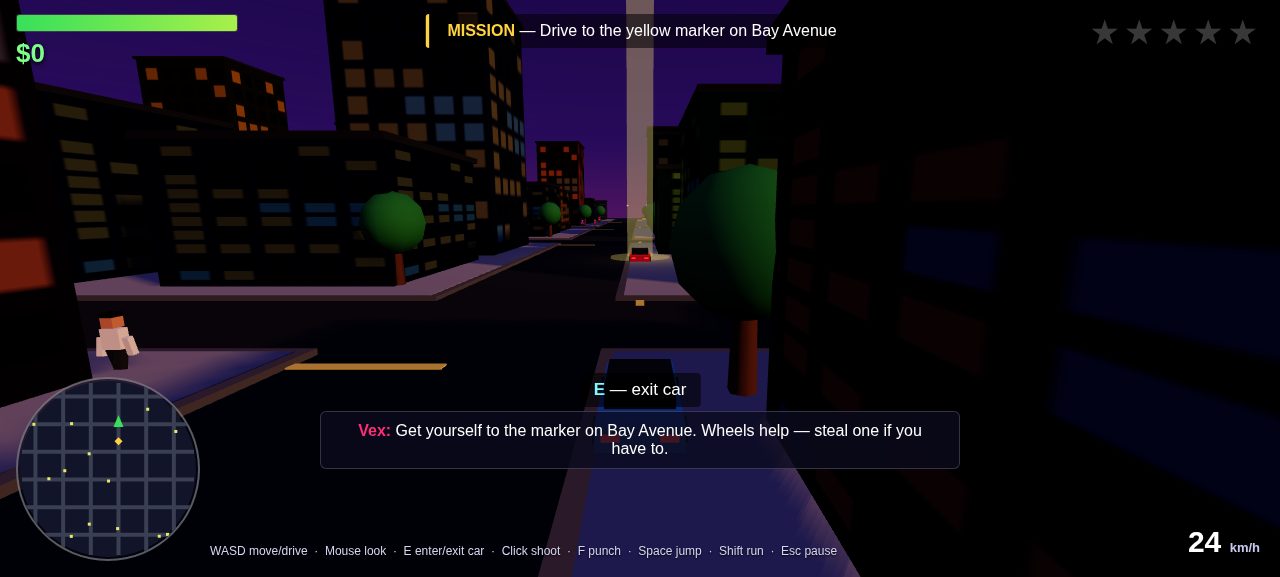 MISSION — Drive to the yellow marker on Bay Avenue
$0
E — exit car
Vex: Get yourself to the marker on Bay Avenue. Wheels help — steal one if you
have to.
WASD move/drive · Mouse look · E enter/exit car · Click shoot · F punch · Space jump · Shift run · Esc pause
24 km/h